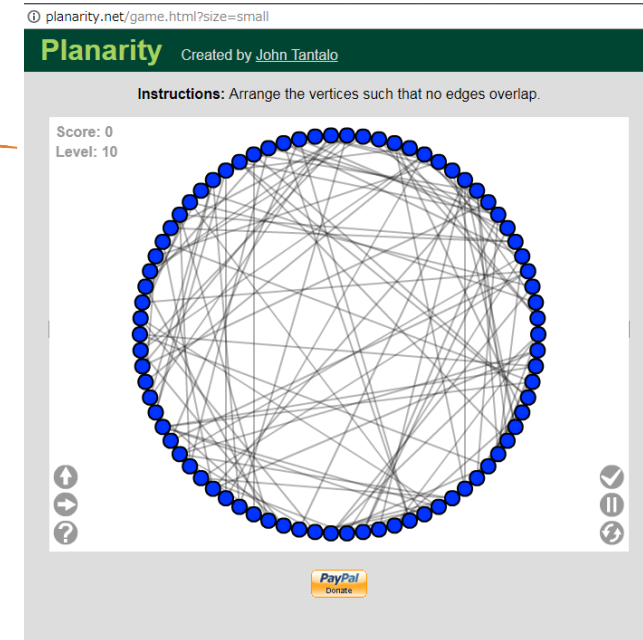 planarity.net/game.html?size=small
Planarity Created by John Tantalo
Instructions: Arrange the vertices such that no edges overlap.
Score: 0
Level: 10
?
PayPal
Donate